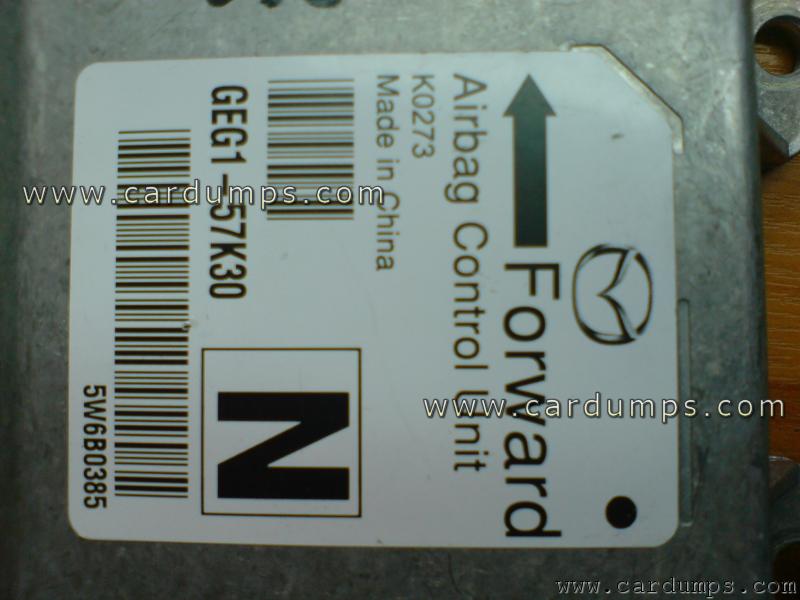 Forward
Airbag Control Unit
K0273
Made in China
GEG1-57K30
N
5W6B0385
www.cardumps.com
www.cardumps.com
www.cardumps.com